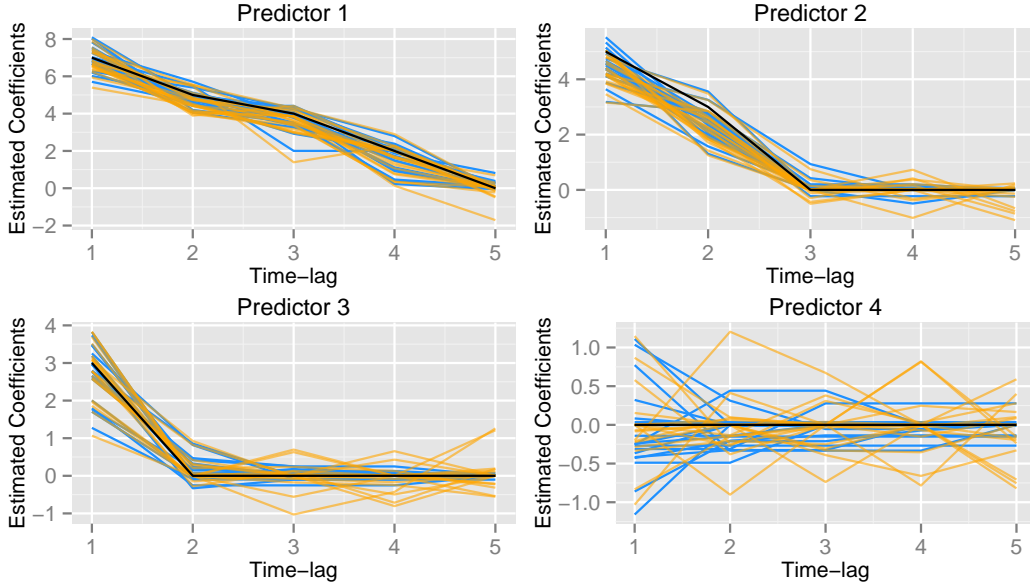 Predictor 1
Estimated Coefficients
8
6
4
2
0
−2
1 2 3 4 5
Time−lag
Predictor 2
Estimated Coefficients
4
2
0
1 2 3 4 5
Time−lag
Predictor 3
Estimated Coefficients
4
3
2
1
0
−1
1 2 3 4 5
Time−lag
Predictor 4
Estimated Coefficients
1.0
0.5
0.0
−0.5
−1.0
1 2 3 4 5
Time−lag